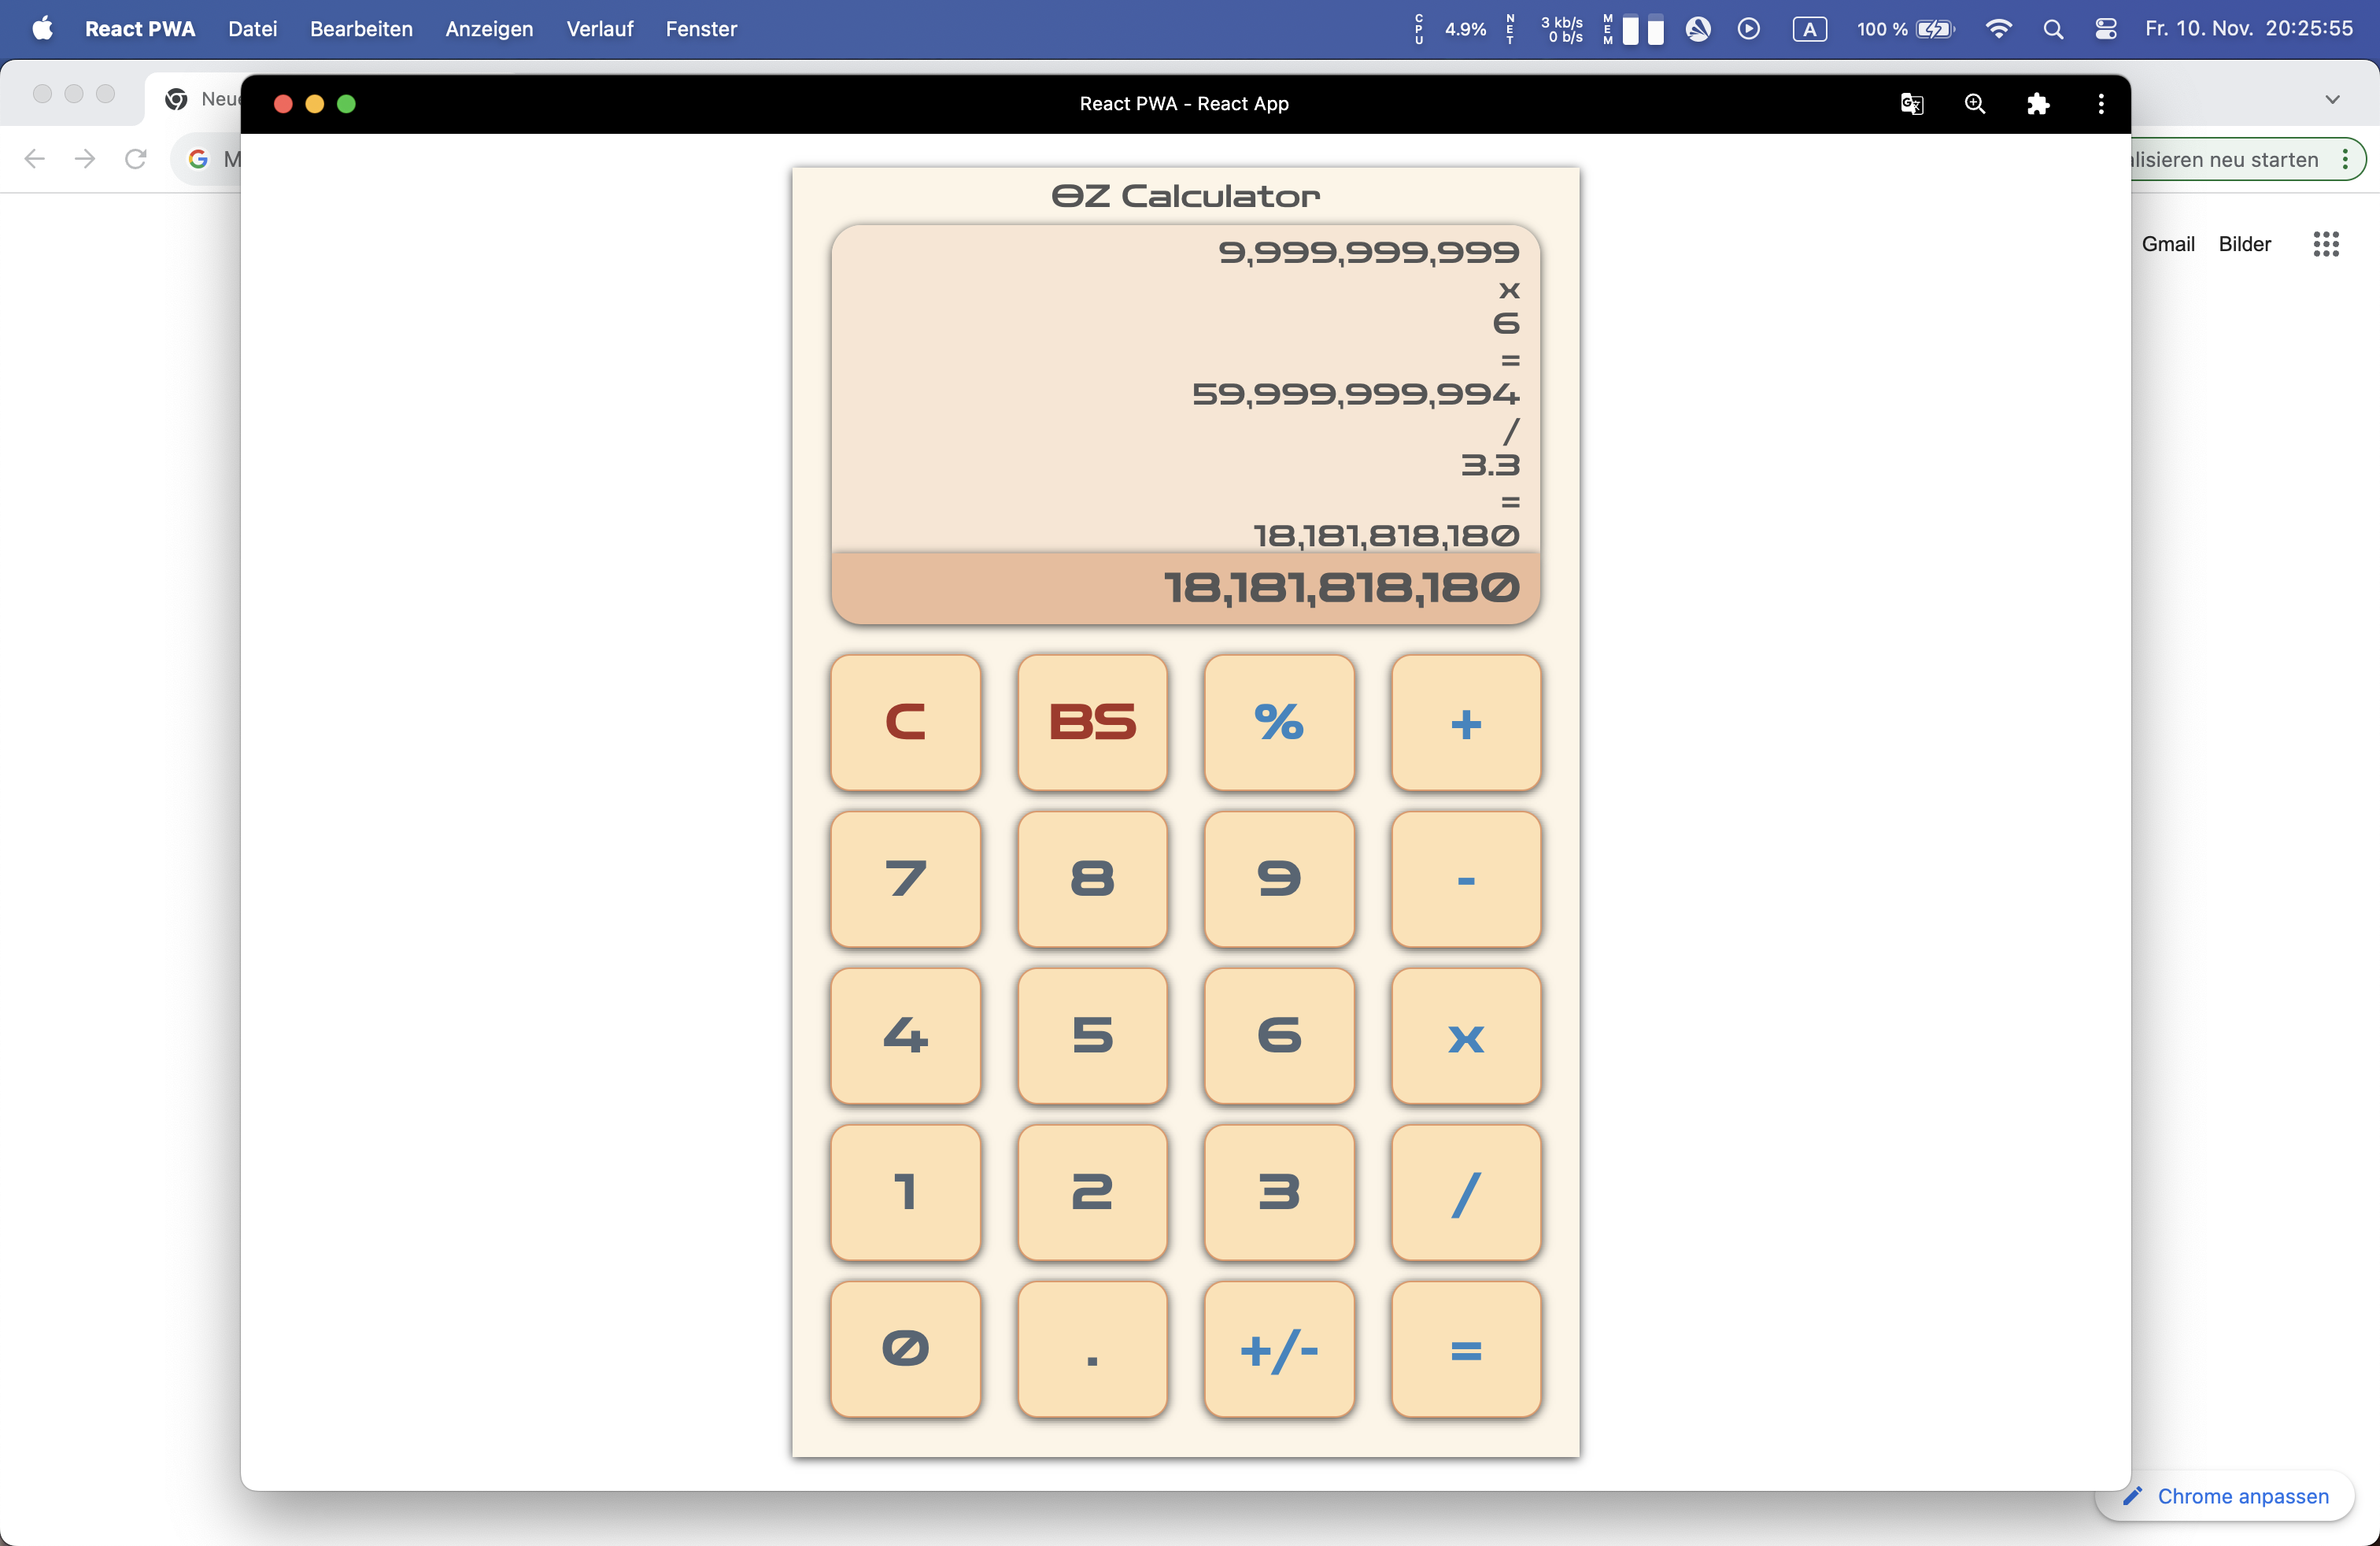 React PWA Datei Bearbeiten Anzeigen Verlauf Fenster CPU 4.9% NET 3 kb/s 0 b/s MEM A 100 % Fr. 10. Nov. 20:25:55
React PWA - React App
alisieren neu starten
Gmail Bilder
OZ Calculator
9,999,999,999
x
6
=
59,999,999,994
/
3.3
=
18,181,818,180
18,181,818,180
C BS % +
7 8 9 -
4 5 6 x
1 2 3 /
0 . +/- =
Chrome anpassen